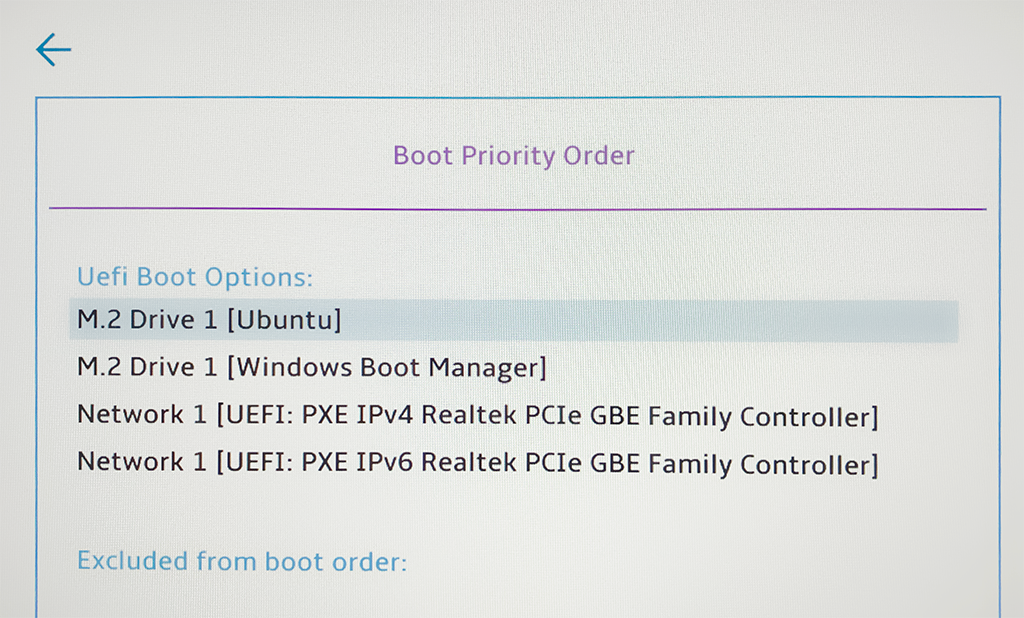 Boot Priority Order
Uefi Boot Options:
M.2 Drive 1 [Ubuntu]
M.2 Drive 1 [Windows Boot Manager]
Network 1 [UEFI: PXE IPv4 Realtek PCIe GBE Family Controller]
Network 1 [UEFI: PXE IPv6 Realtek PCIe GBE Family Controller]
Excluded from boot order: